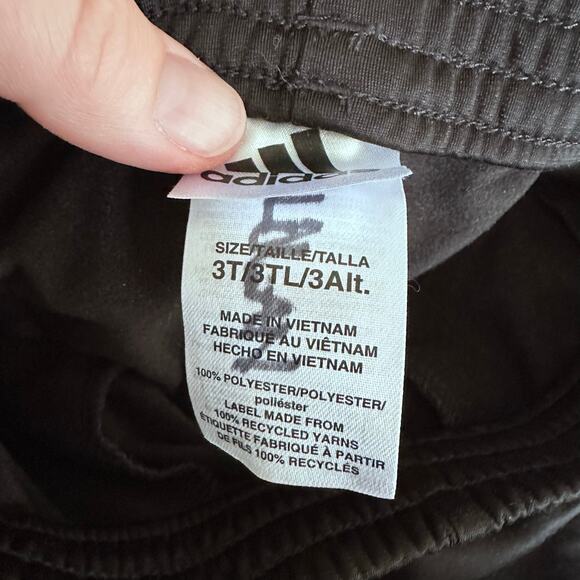 adidas
SIZE/TAILLE/TALLA
3T/3TL/3Alt.
MADE IN VIETNAM
FABRIQUÉ AU VIÊTNAM
HECHO EN VIETNAM
100% POLYESTER/POLYESTER/
poliéster
LABEL MADE FROM
100% RECYCLED YARNS
ÉTIQUETTE FABRIQUÉ À PARTIR
DE FILS 100% RECYCLÉS